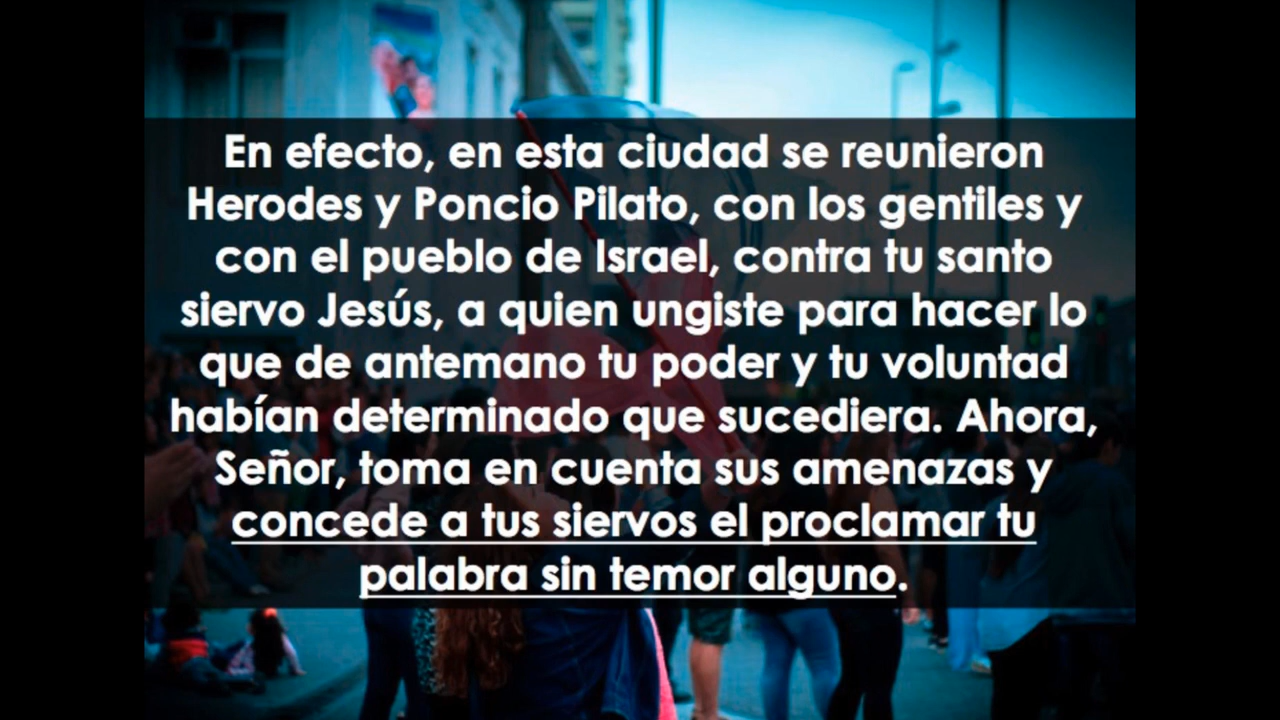 En efecto, en esta ciudad se reunieron
Herodes y Poncio Pilato, con los gentiles y
con el pueblo de Israel, contra tu santo
siervo Jesús, a quien ungiste para hacer lo
que de antemano tu poder y tu voluntad
habían determinado que sucediera. Ahora,
Señor, toma en cuenta sus amenazas y
concede a tus siervos el proclamar tu
palabra sin temor alguno.